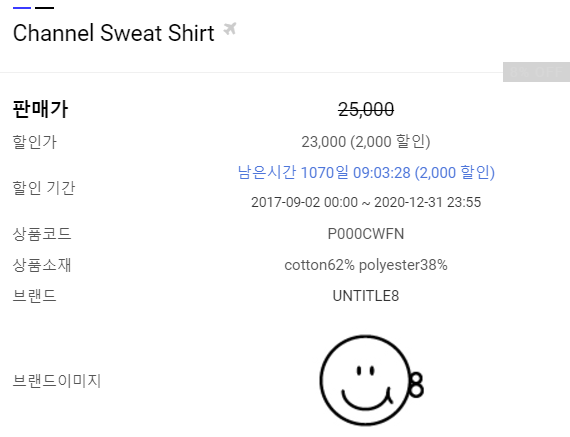 Channel Sweat Shirt
8% OFF
판매가 25,000
할인가 23,000 (2,000 할인)
할인 기간 남은시간 1070일 09:03:28 (2,000 할인)
2017-09-02 00:00 ~ 2020-12-31 23:55
상품코드 P000CWFN
상품소재 cotton62% polyester38%
브랜드 UNTITLE8
브랜드이미지